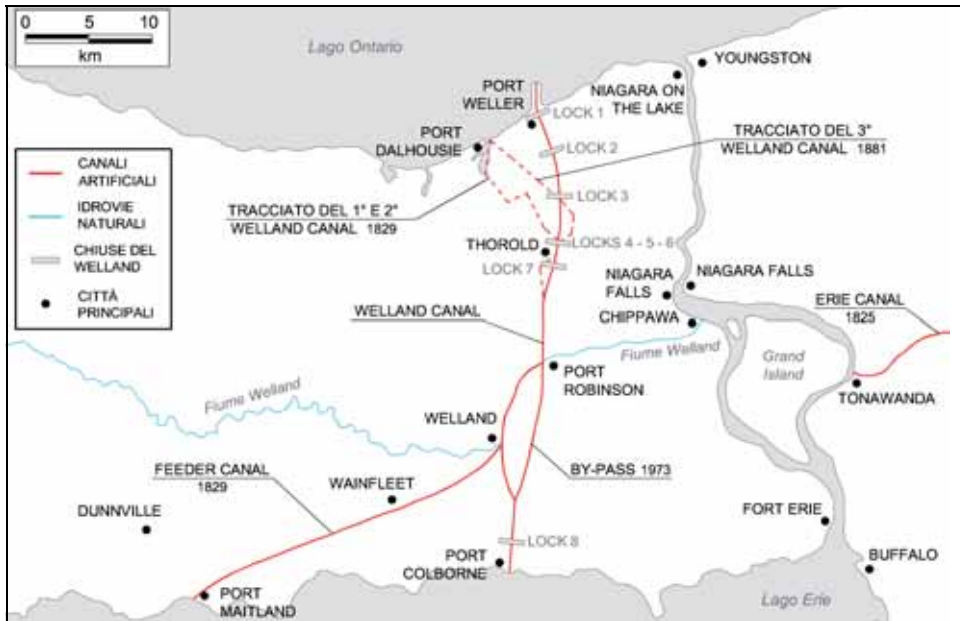 0 5 10
km
Lago Ontario
YOUNGSTON
PORT
WELLER
NIAGARA ON
THE LAKE
LOCK 1
PORT
DALHOUSIE
LOCK 2
TRACCIATO DEL 3°
WELLAND CANAL 1881
CANALI
ARTIFICIALI
IDROVIE
NATURALI
CHIUSE DEL
WELLAND
CITTÀ
PRINCIPALI
LOCK 3
TRACCIATO DEL 1° E 2°
WELLAND CANAL 1829
THOROLD
LOCKS 4 - 5 - 6
LOCK 7
NIAGARA
FALLS
NIAGARA FALLS
WELLAND CANAL
CHIPPAWA
ERIE CANAL
1825
Fiume Welland
Grand
Island
PORT
ROBINSON
TONAWANDA
Fiume Welland
WELLAND
FEEDER CANAL
1829
WAINFLEET
BY-PASS 1973
DUNNVILLE
FORT ERIE
LOCK 8
PORT
COLBORNE
BUFFALO
PORT
MAITLAND
Lago Erie